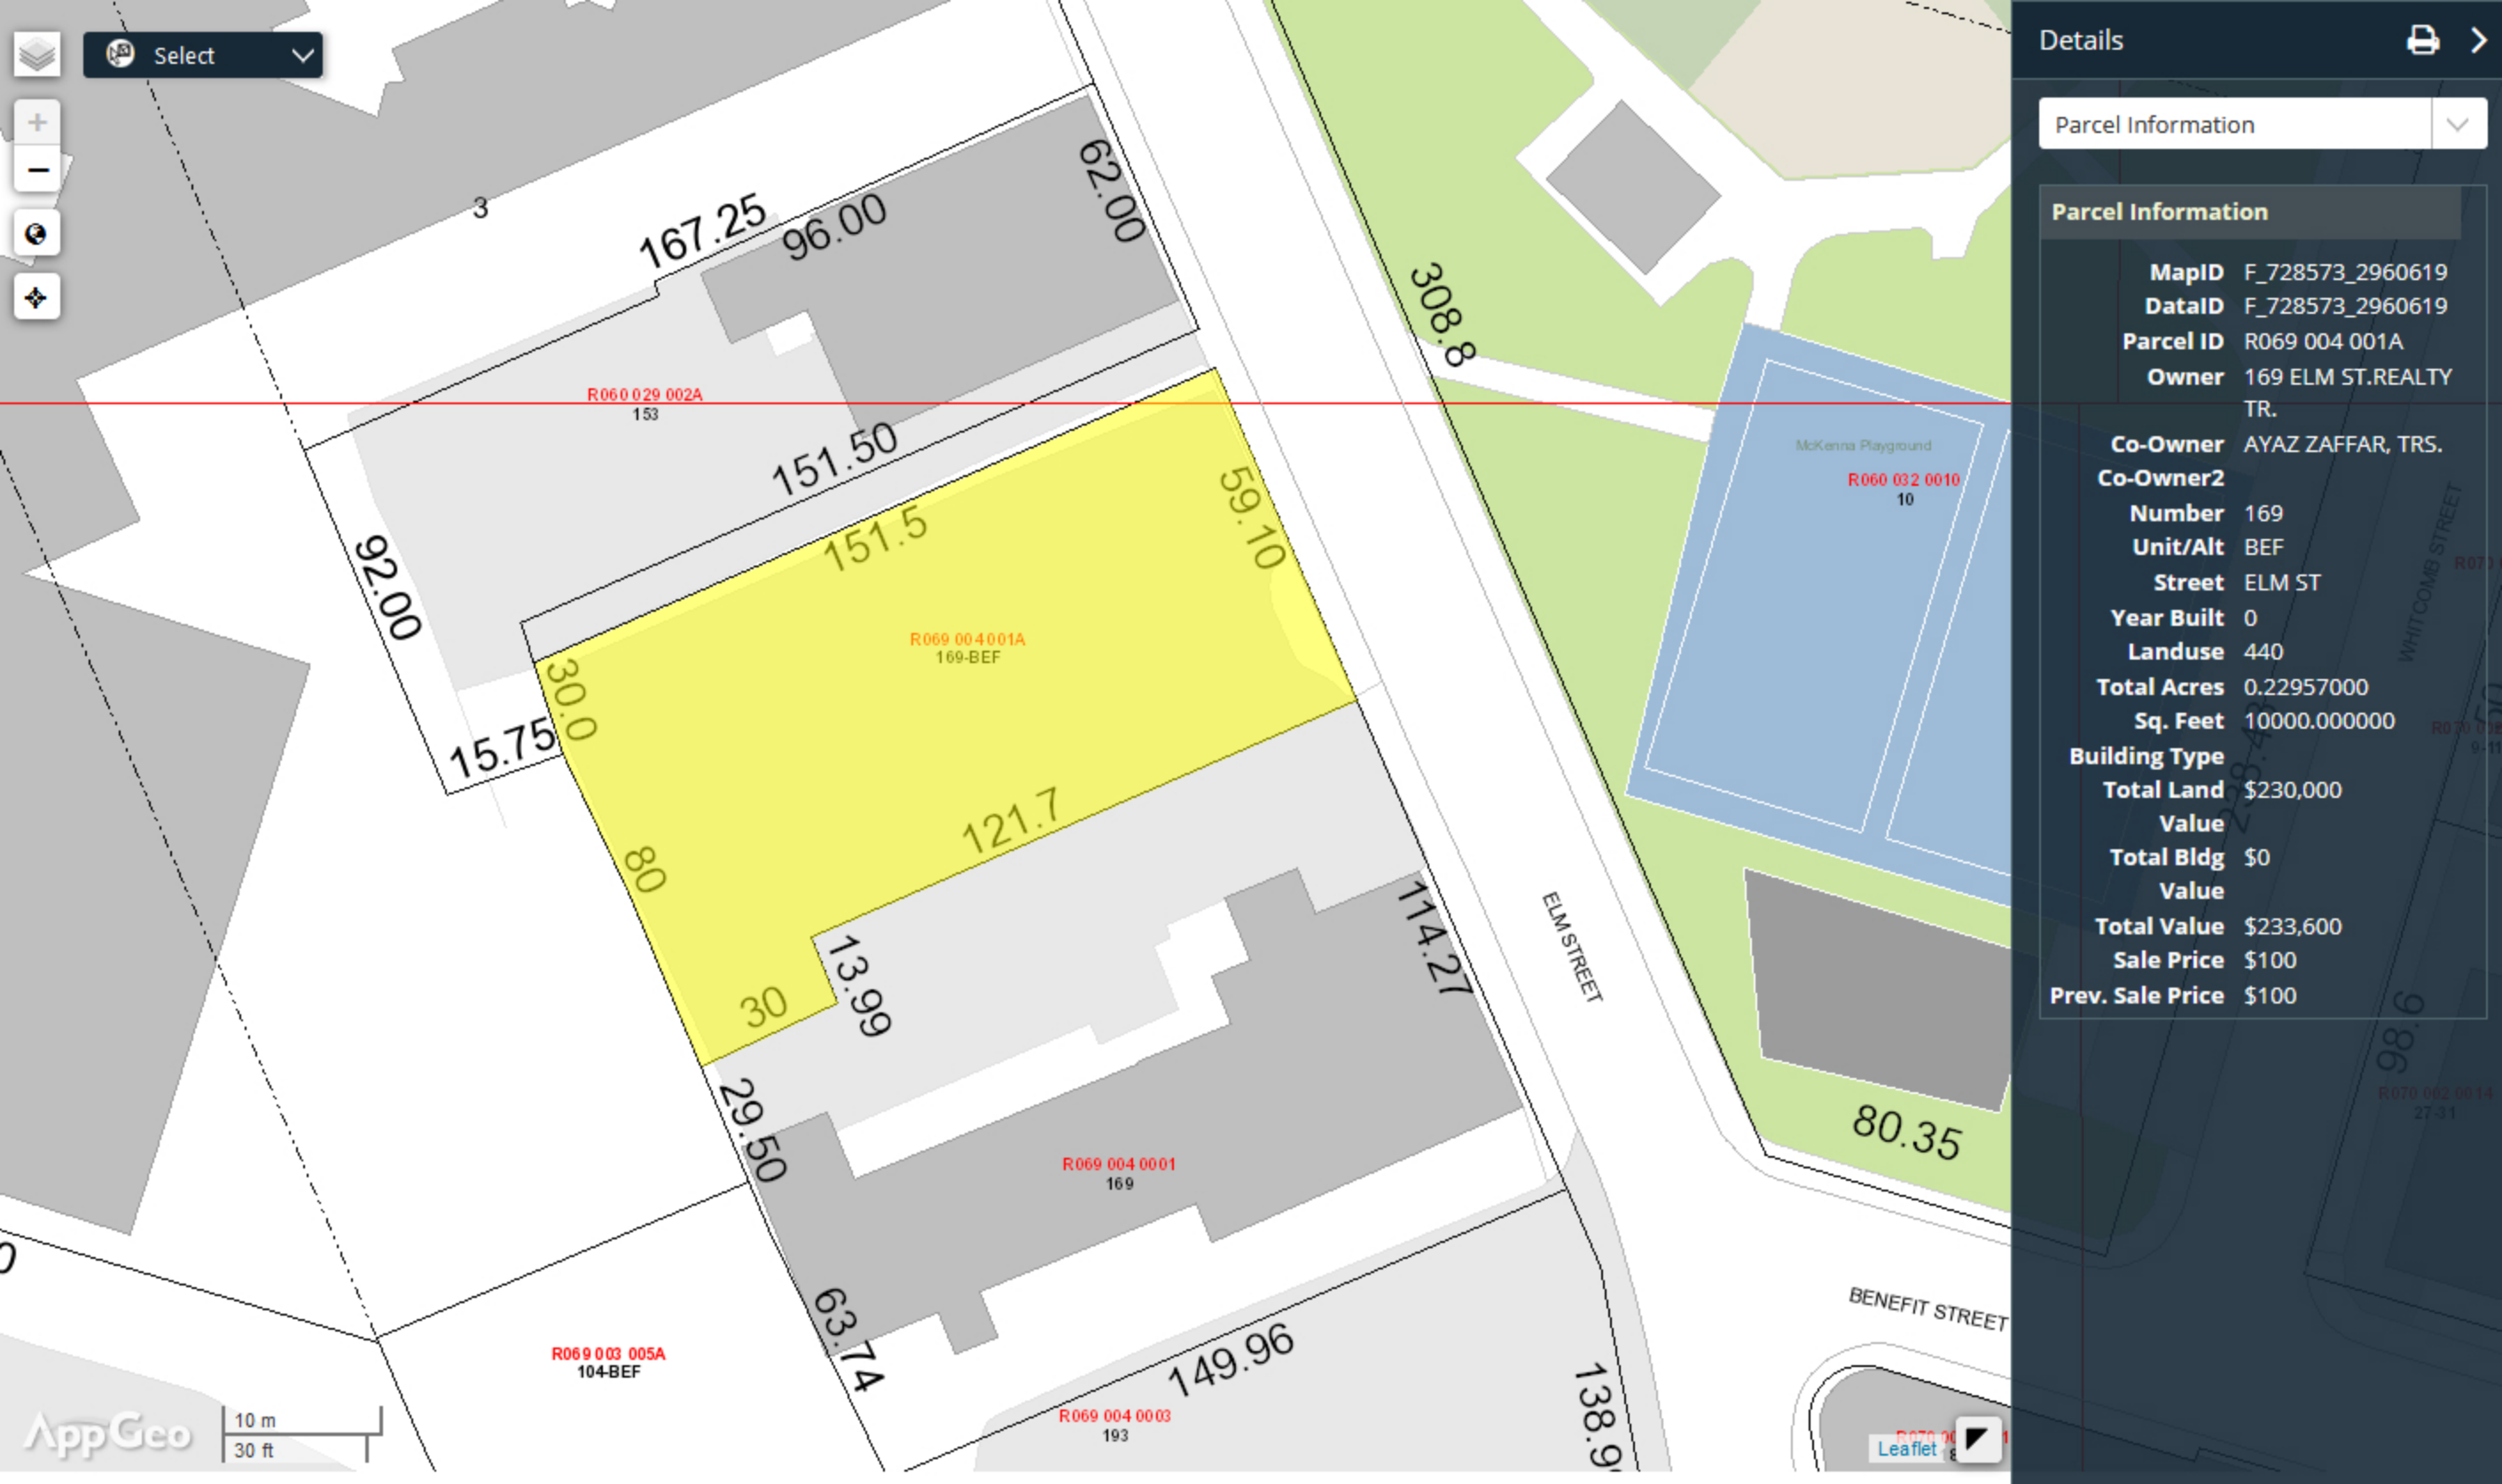 Select
3
167.25
96.00
62.00
R060 029 002A
153
151.50
92.00
15.75
308.8
McKenna Playground
R060 032 0010
10
151.5
59.10
R069 004 001A
169-BEF
30.0
80
121.7
13.99
30
29.50
114.27
ELM STREET
R069 004 0001
169
63.74
149.96
R069 003 005A
104-BEF
R069 004 0003
193
80.35
BENEFIT STREET
AppGeo
10 m
30 ft
Leaflet
Details
Parcel Information
Parcel Information
MapID F_728573_2960619
DataID F_728573_2960619
Parcel ID R069 004 001A
Owner 169 ELM ST.REALTY
TR.
Co-Owner AYAZ ZAFFAR, TRS.
Co-Owner2
Number 169
Unit/Alt BEF
Street ELM ST
Year Built 0
Landuse 440
Total Acres 0.22957000
Sq. Feet 10000.000000
Building Type
Total Land $230,000
Value
Total Bldg $0
Value
Total Value $233,600
Sale Price $100
Prev. Sale Price $100
WHITCOMB STREET
98.6
R070 002 0014
27-31